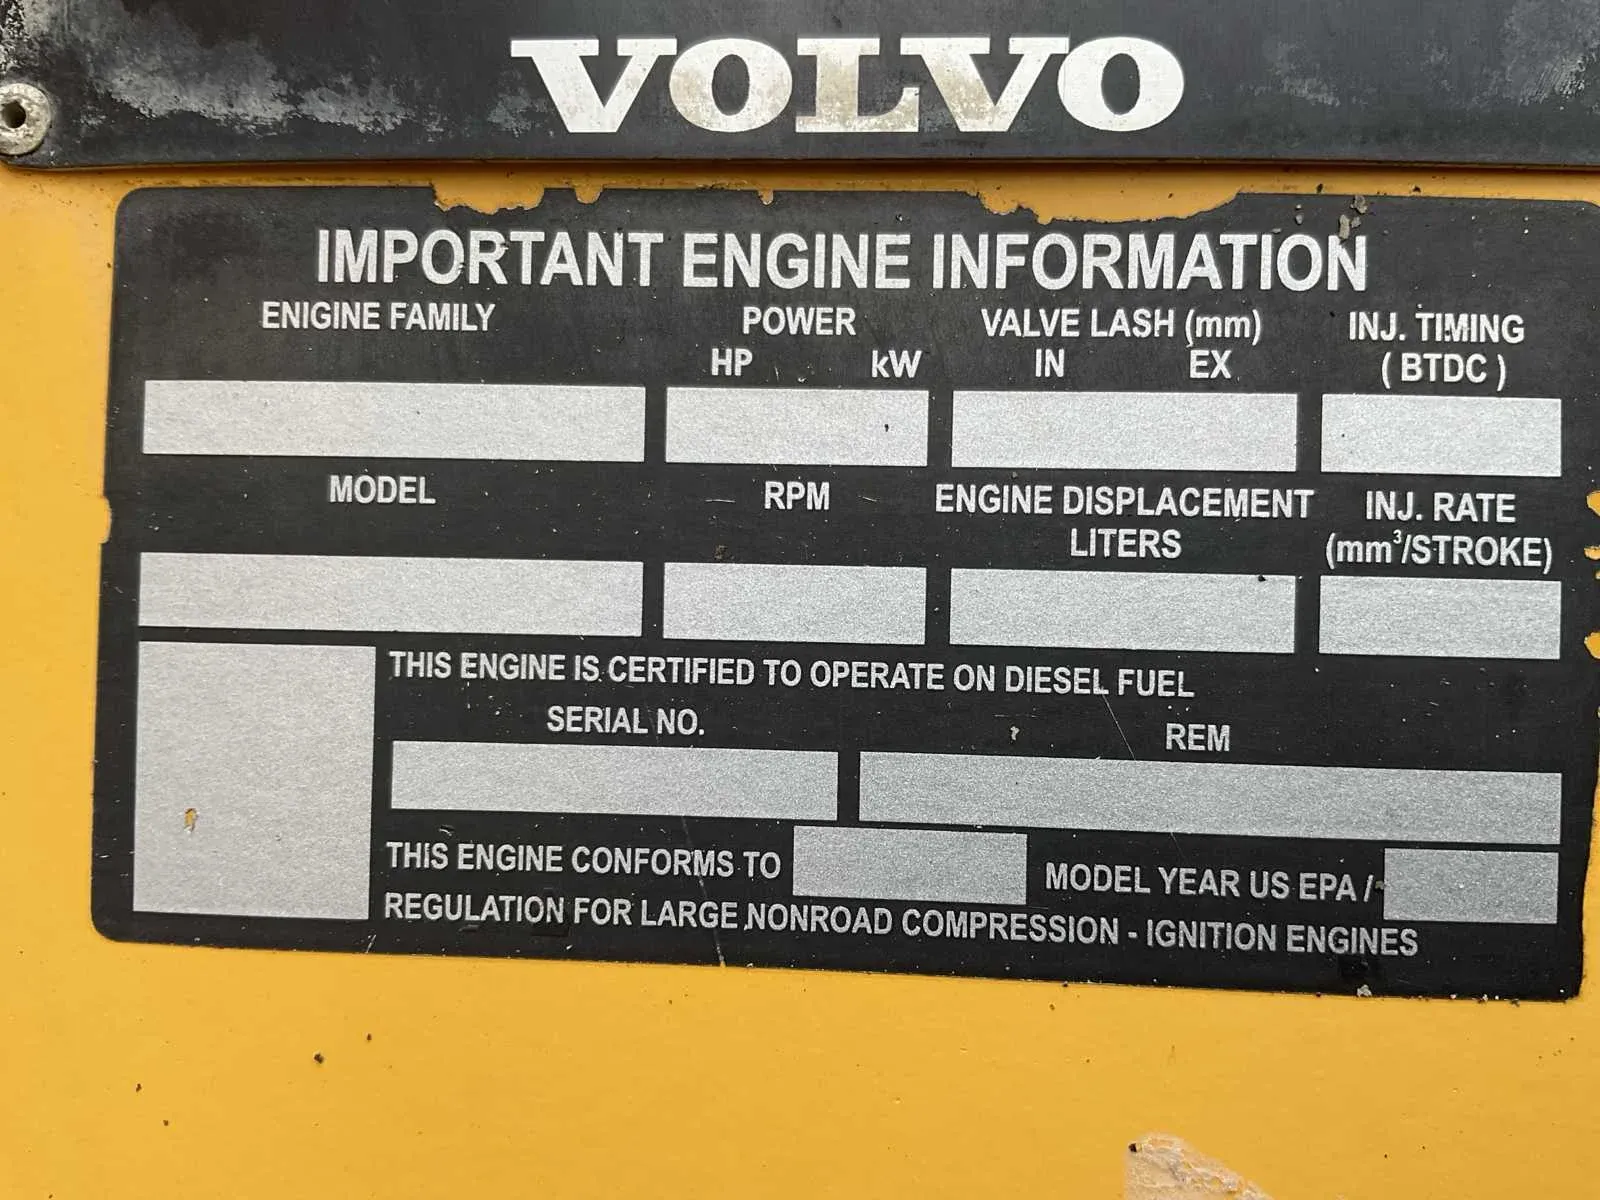 VOLVO
IMPORTANT ENGINE INFORMATION
ENIGINE FAMILY POWER VALVE LASH (mm) INJ. TIMING
HP kW IN EX ( BTDC )
MODEL RPM ENGINE DISPLACEMENT INJ. RATE
LITERS (mm³/STROKE)
THIS ENGINE IS CERTIFIED TO OPERATE ON DIESEL FUEL
SERIAL NO. REM
THIS ENGINE CONFORMS TO MODEL YEAR US EPA /
REGULATION FOR LARGE NONROAD COMPRESSION - IGNITION ENGINES